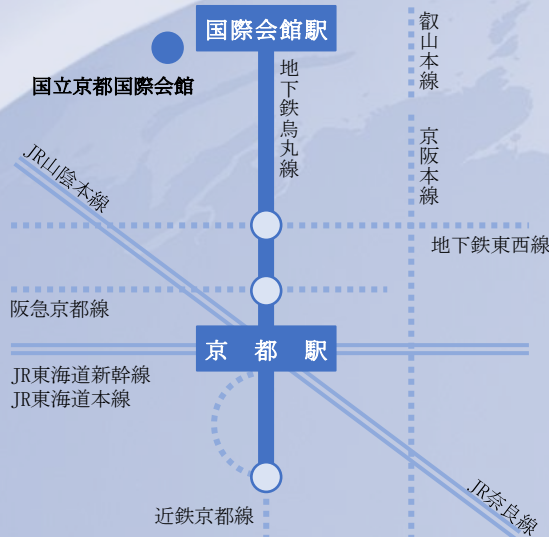 国際会館駅
叡山本線
国立京都国際会館
地下鉄烏丸線
京阪本線
JR山陰本線
地下鉄東西線
阪急京都線
京 都 駅
JR東海道新幹線
JR東海道本線
JR奈良線
近鉄京都線